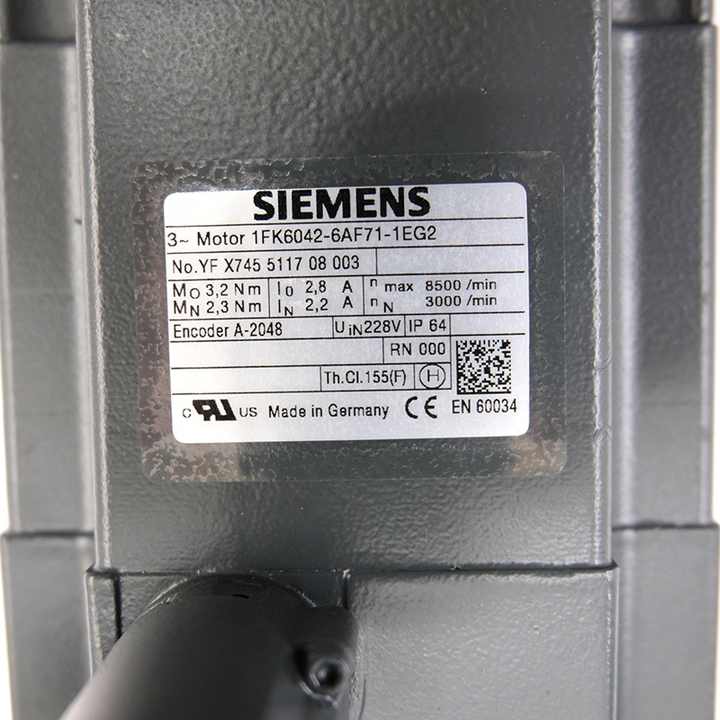 SIEMENS
3~ Motor 1FK6042-6AF71-1EG2
No.YF X745 5117 08 003
M0 3,2 Nm I0 2,8 A n max 8500 /min
MN 2,3 Nm IN 2,2 A nN 3000 /min
Encoder A-2048 UIN228V IP 64
RN 000
Th.Cl.155(F) H
c RU US Made in Germany CE EN 60034